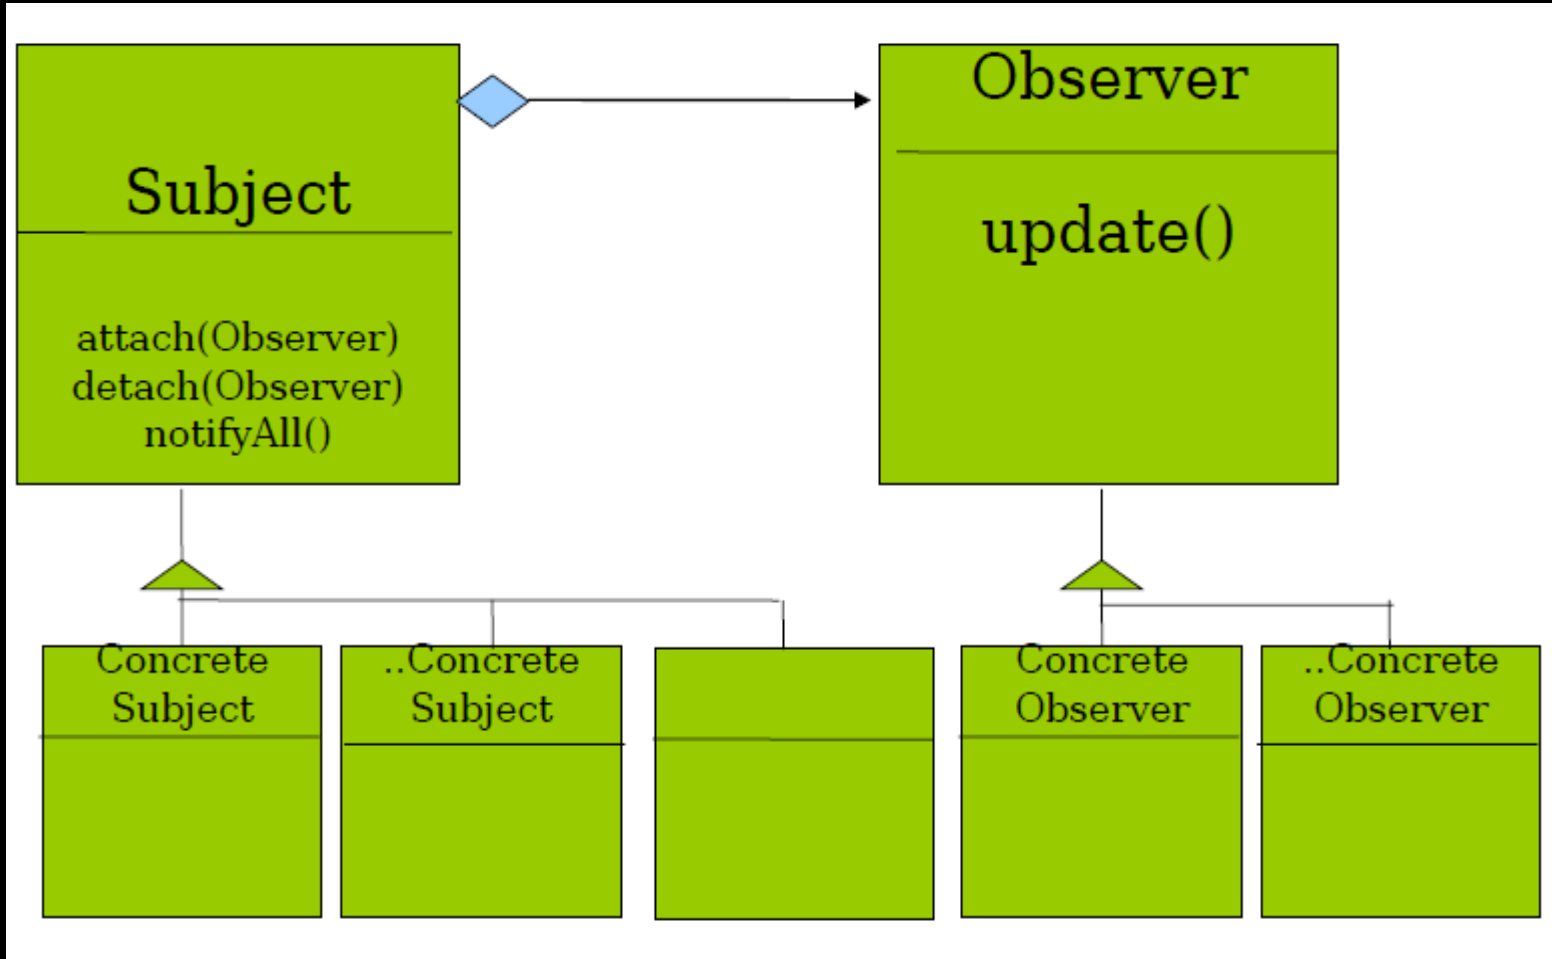 Subject
attach(Observer)
detach(Observer)
notifyAll()
Observer
update()
Concrete
Subject
..Concrete
Subject
Concrete
Observer
..Concrete
Observer